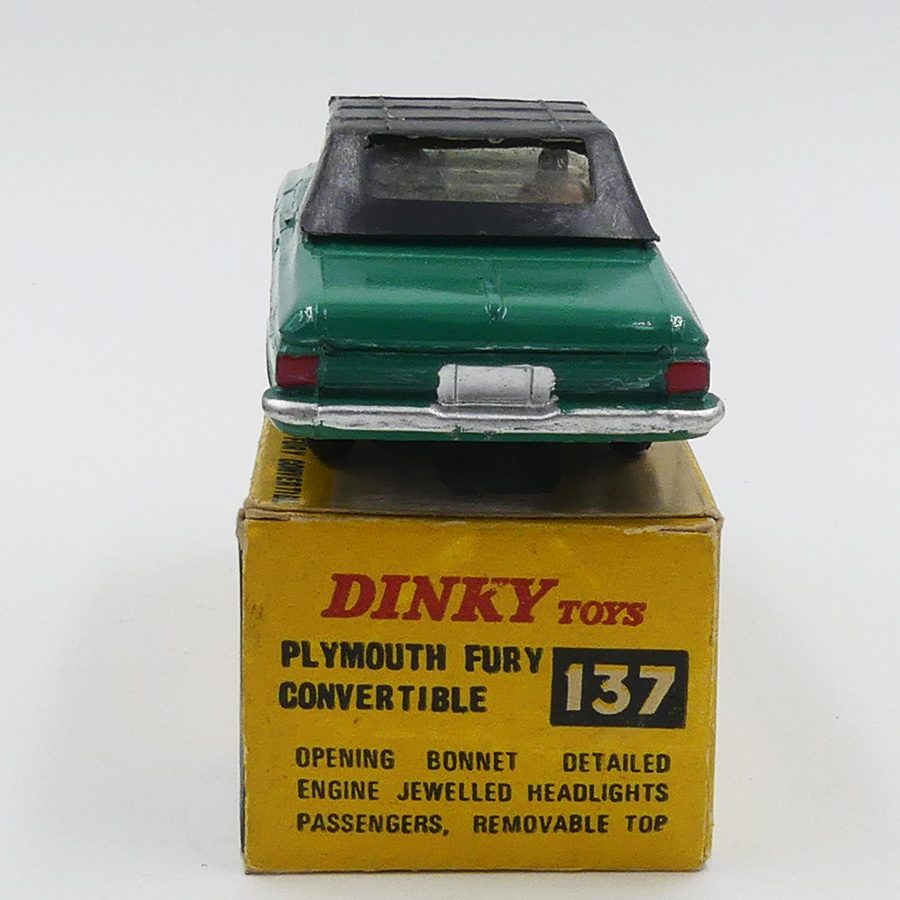 DINKY TOYS
PLYMOUTH FURY
CONVERTIBLE
137
OPENING BONNET DETAILED
ENGINE JEWELLED HEADLIGHTS
PASSENGERS, REMOVABLE TOP